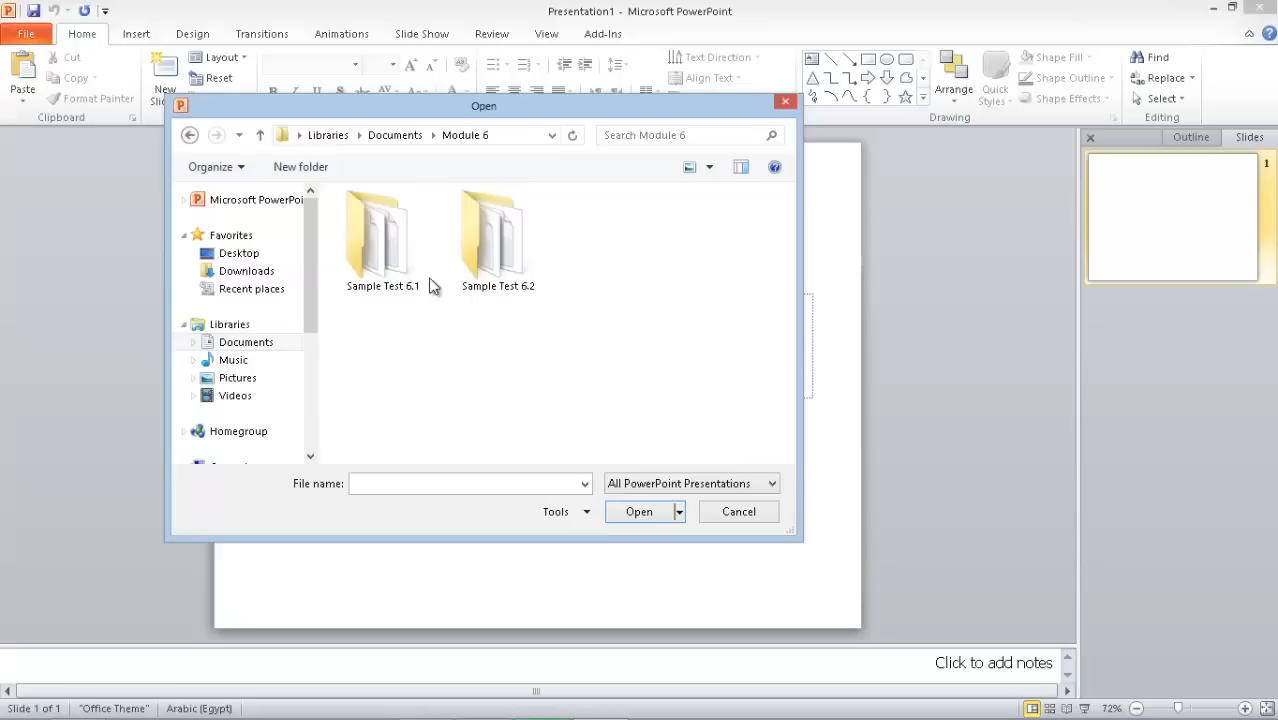 Presentation1 - Microsoft PowerPoint
File Home Insert Design Transitions Animations Slide Show Review View Add-Ins
Cut Layout Text Direction Shape Fill Find
Copy Reset Align Text Shape Outline Replace
Paste Format Painter New Arrange Quick Styles Shape Effects Select
Clipboard Drawing Editing
Open
Libraries Documents Module 6 Search Module 6
Outline Slides
Organize New folder
1
Microsoft PowerPoi
Favorites
Desktop
Downloads
Recent places
Sample Test 6.1 Sample Test 6.2
Libraries
Documents
Music
Pictures
Videos
Homegroup
File name: All PowerPoint Presentations
Tools Open Cancel
Click to add notes
Slide 1 of 1 "Office Theme" Arabic (Egypt) 72%